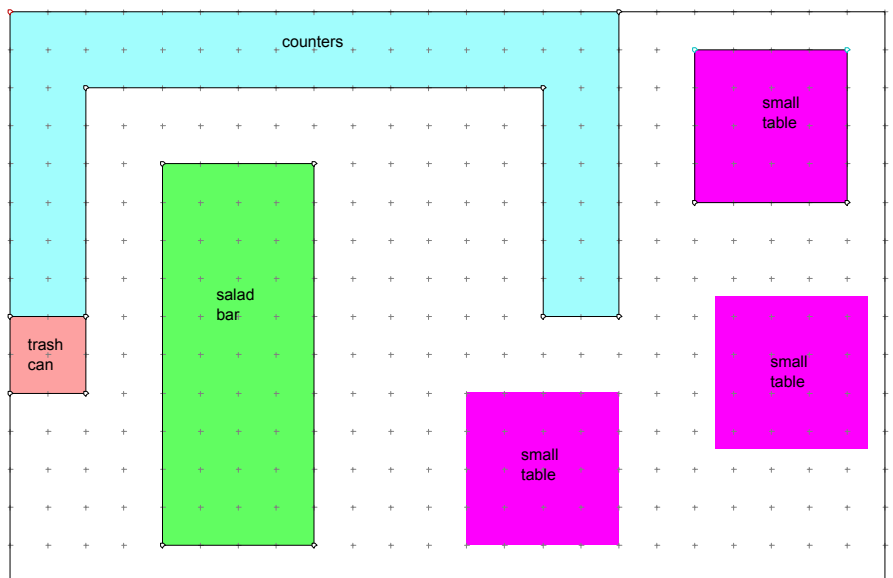 counters
small
table
salad
bar
trash
can
small
table
small
table